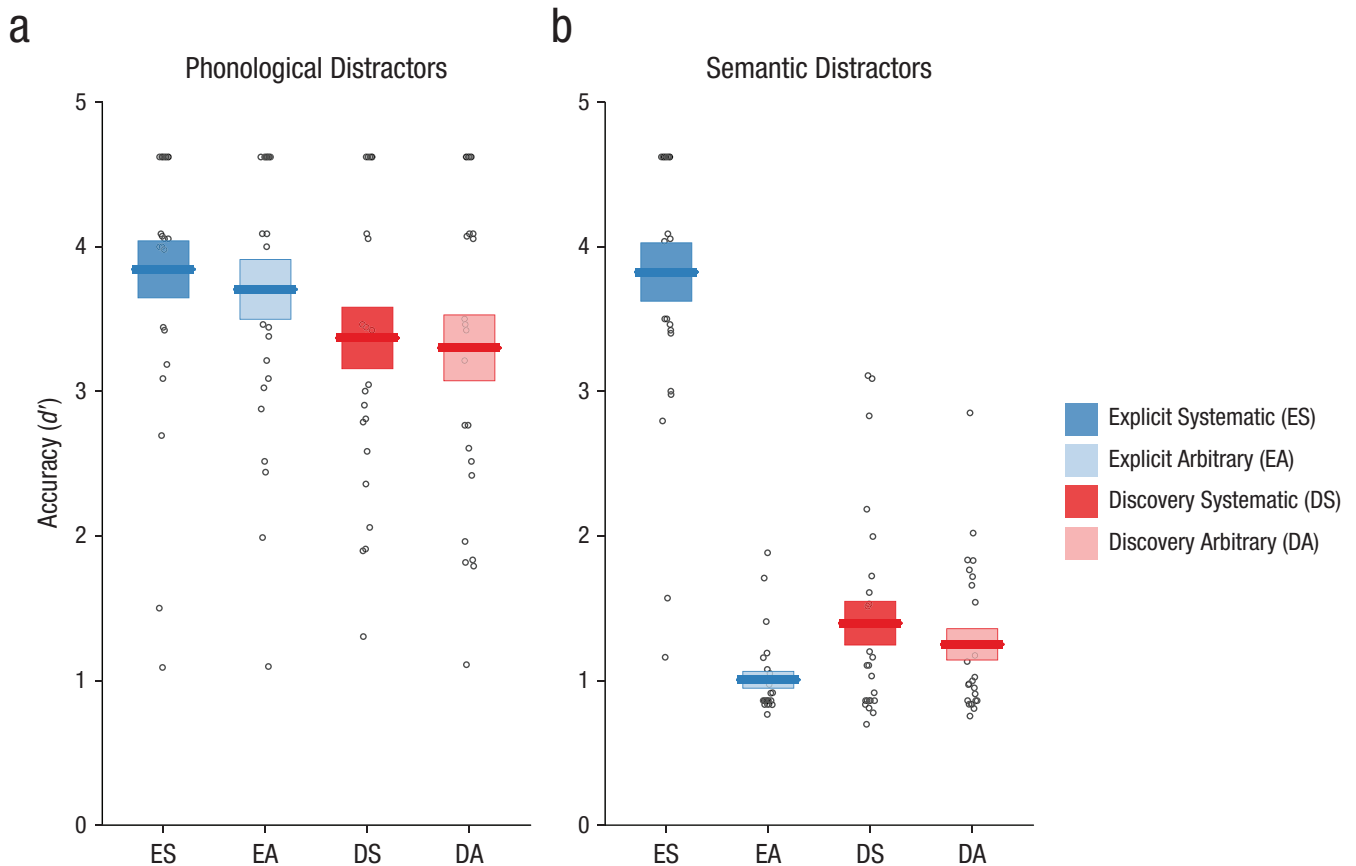 a
Phonological Distractors
5
4
3
2
1
0
Accuracy (d′)
ES EA DS DA
b
Semantic Distractors
5
4
3
2
1
0
ES EA DS DA
Explicit Systematic (ES)
Explicit Arbitrary (EA)
Discovery Systematic (DS)
Discovery Arbitrary (DA)